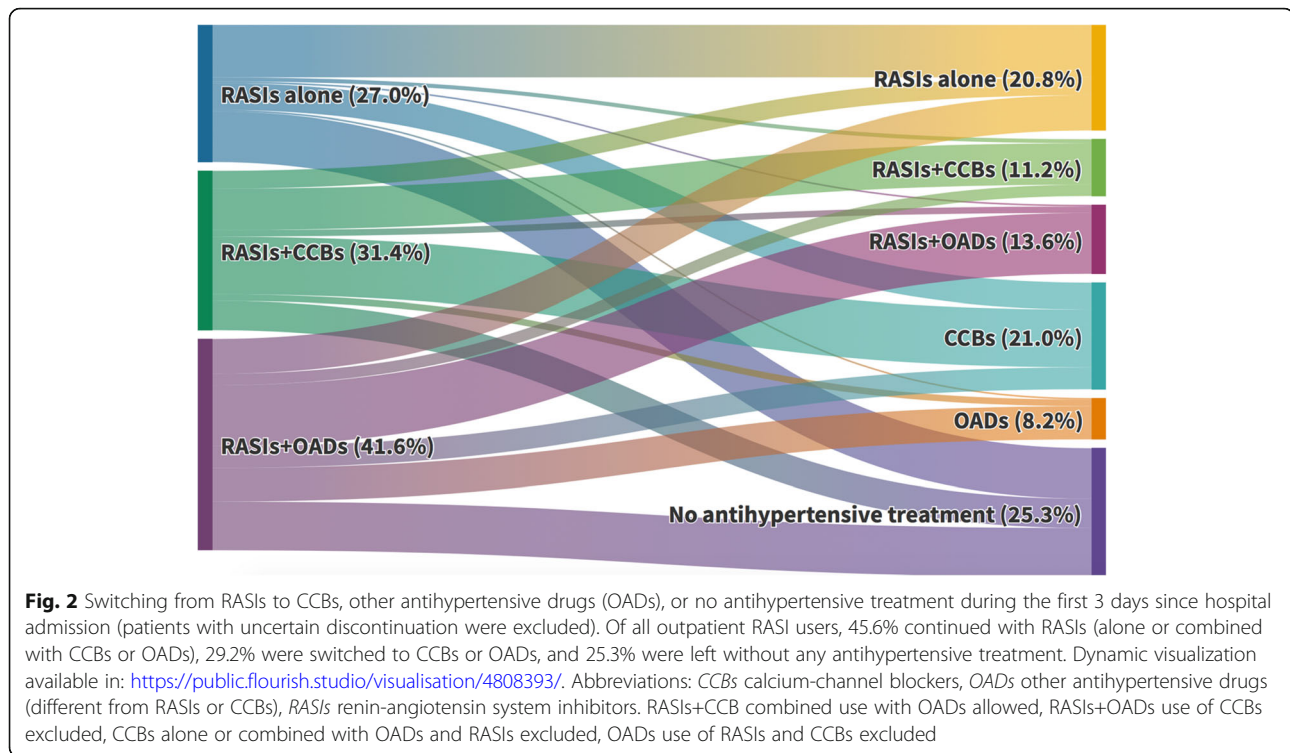 RASIs alone (27.0%)
RASIs+CCBs (31.4%)
RASIs+OADs (41.6%)
RASIs alone (20.8%)
RASIs+CCBs (11.2%)
RASIs+OADs (13.6%)
CCBs (21.0%)
OADs (8.2%)
No antihypertensive treatment (25.3%)
Fig. 2 Switching from RASIs to CCBs, other antihypertensive drugs (OADs), or no antihypertensive treatment during the first 3 days since hospital
admission (patients with uncertain discontinuation were excluded). Of all outpatient RASI users, 45.6% continued with RASIs (alone or combined
with CCBs or OADs), 29.2% were switched to CCBs or OADs, and 25.3% were left without any antihypertensive treatment. Dynamic visualization
available in: https://public.flourish.studio/visualisation/4808393/. Abbreviations: CCBs calcium-channel blockers, OADs other antihypertensive drugs
(different from RASIs or CCBs), RASIs renin-angiotensin system inhibitors. RASIs+CCB combined use with OADs allowed, RASIs+OADs use of CCBs
excluded, CCBs alone or combined with OADs and RASIs excluded, OADs use of RASIs and CCBs excluded